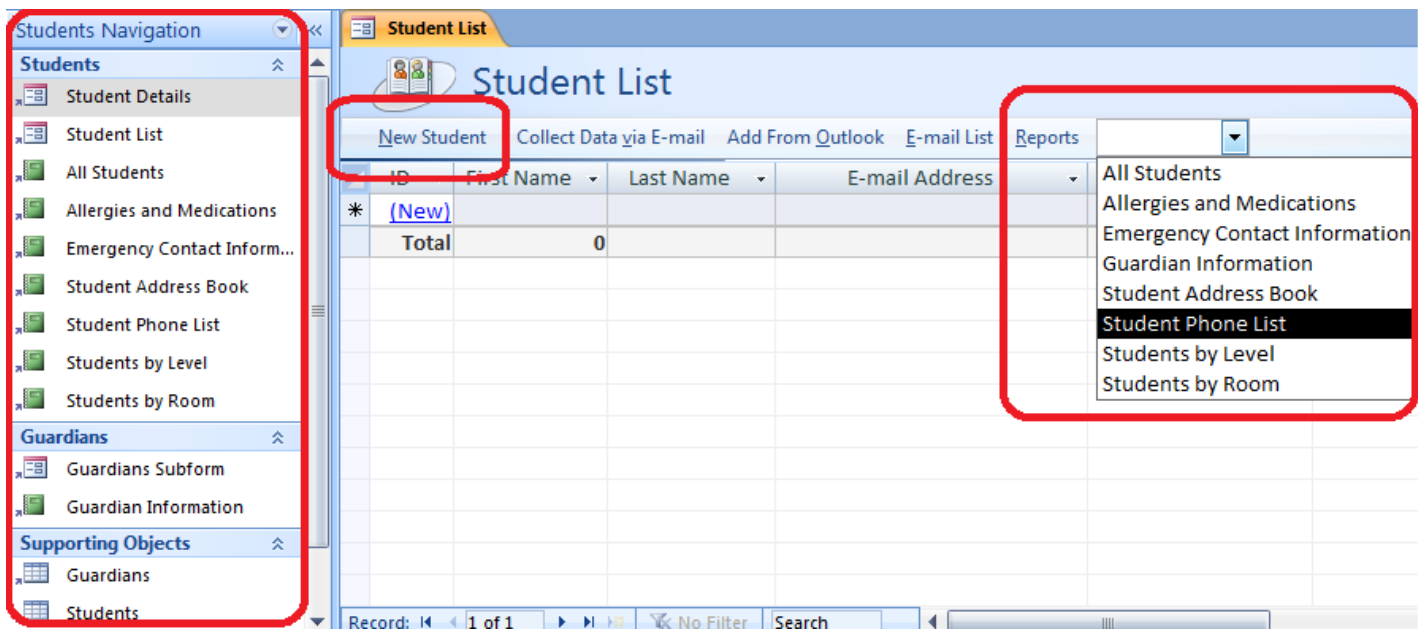 Students Navigation
Students
Student Details
Student List
All Students
Allergies and Medications
Emergency Contact Inform...
Student Address Book
Student Phone List
Students by Level
Students by Room
Guardians
Guardians Subform
Guardian Information
Supporting Objects
Guardians
Students
Student List
Student List
New Student Collect Data via E-mail Add From Outlook E-mail List Reports
ID First Name Last Name E-mail Address
* (New)
Total 0
All Students
Allergies and Medications
Emergency Contact Information
Guardian Information
Student Address Book
Student Phone List
Students by Level
Students by Room
Record: 1 of 1 No Filter Search